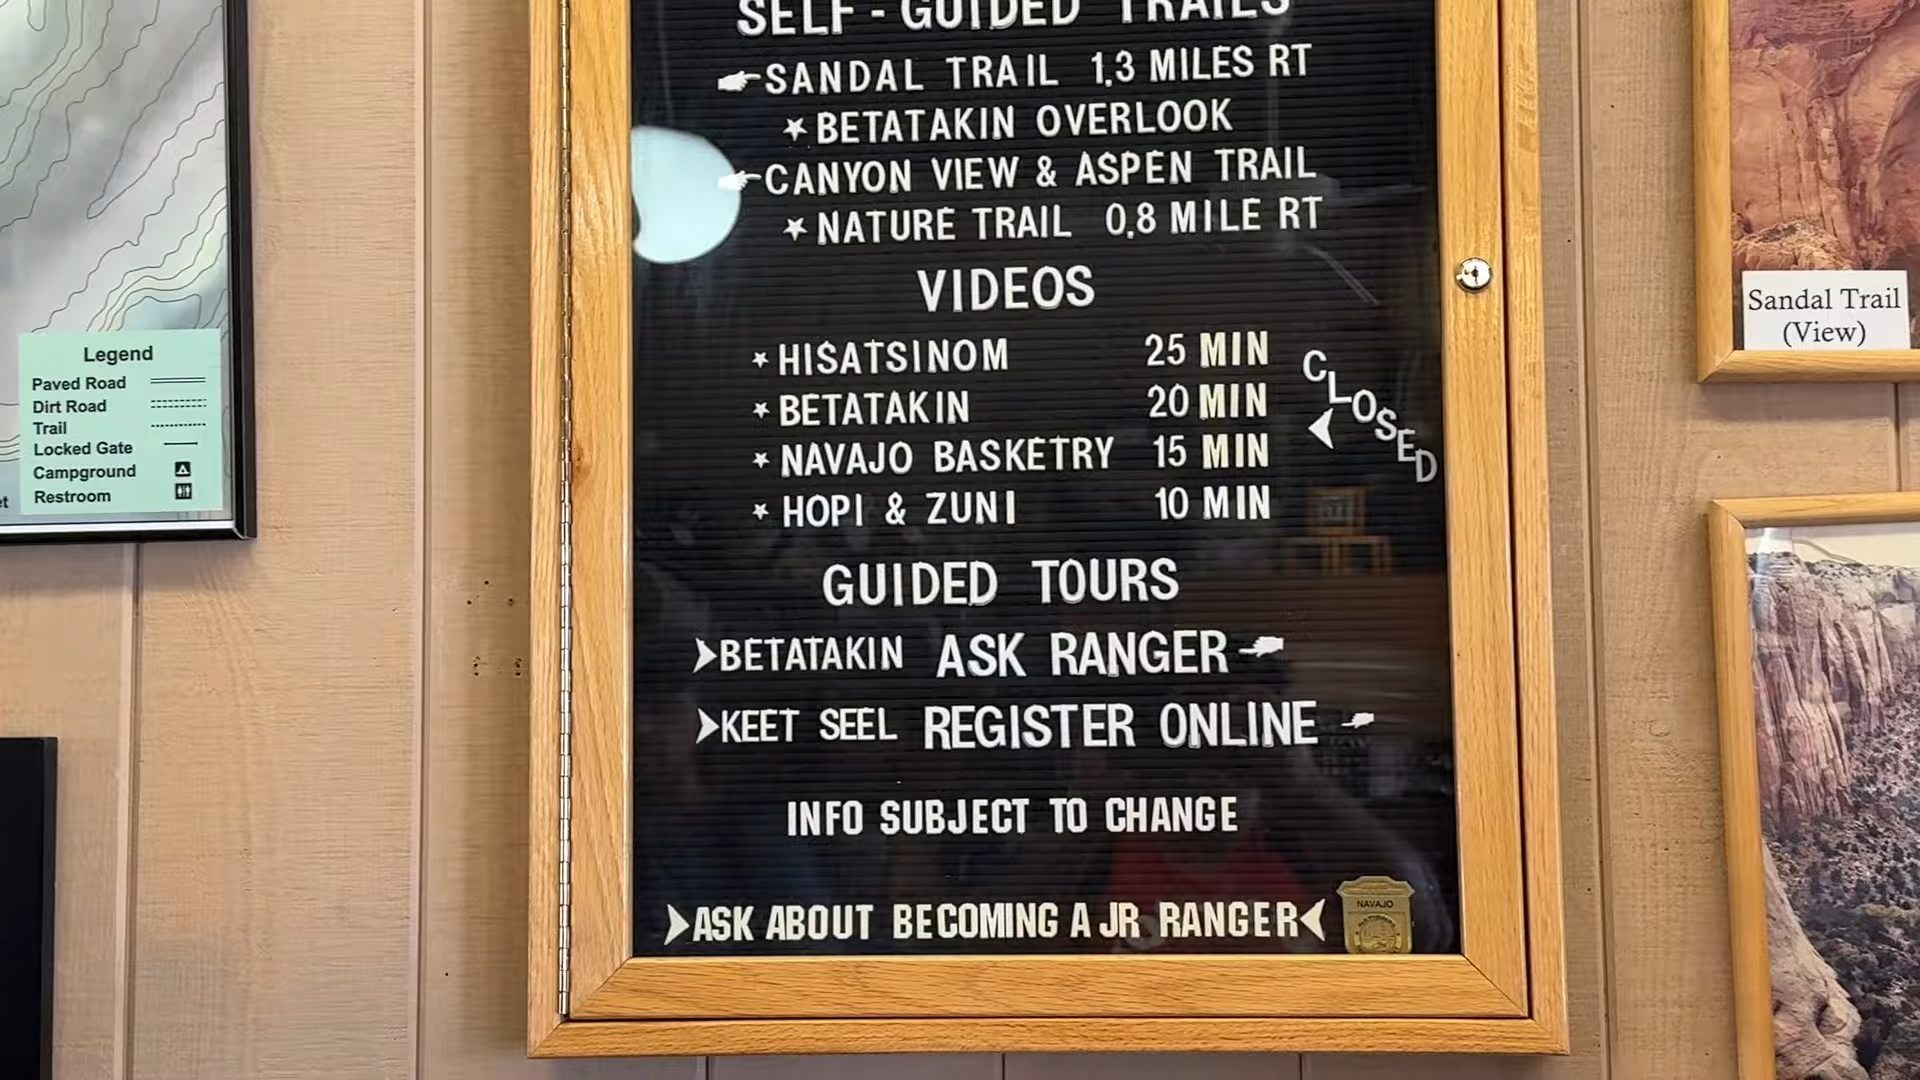 SELF - GUIDED TRAILS
SANDAL TRAIL 1.3 MILES RT
BETATAKIN OVERLOOK
CANYON VIEW & ASPEN TRAIL
NATURE TRAIL 0.8 MILE RT
VIDEOS
HISATSINOM 25 MIN
BETATAKIN 20 MIN
NAVAJO BASKETRY 15 MIN
HOPI & ZUNI 10 MIN
CLOSED
GUIDED TOURS
BETATAKIN ASK RANGER
KEET SEEL REGISTER ONLINE
INFO SUBJECT TO CHANGE
ASK ABOUT BECOMING A JR RANGER
NAVAJO
Legend
Paved Road
Dirt Road
Trail
Locked Gate
Campground
Restroom
Sandal Trail
(View)